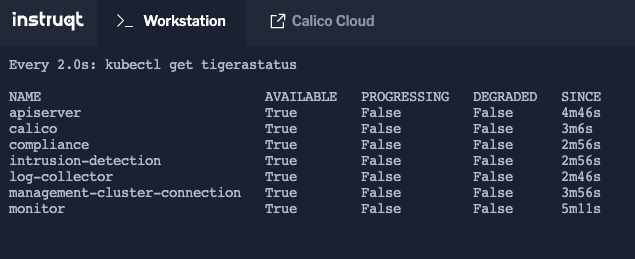 instruqt >_ Workstation Calico Cloud
Every 2.0s: kubectl get tigerastatus
NAME AVAILABLE PROGRESSING DEGRADED SINCE
apiserver True False False 4m46s
calico True False False 3m6s
compliance True False False 2m56s
intrusion-detection True False False 2m56s
log-collector True False False 2m46s
management-cluster-connection True False False 3m56s
monitor True False False 5m11s